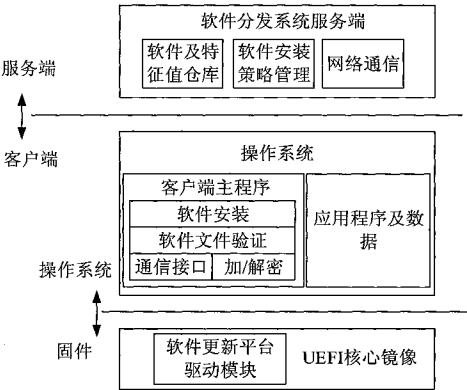 软件分发系统服务端
软件及特
征值仓库
软件安装
策略管理
网络通信
服务端
客户端
操作系统
客户端主程序
软件安装
软件文件验证
通信接口
加/解密
应用程序及数
据
操作系统
固件
软件更新平台
驱动模块
UEFI核心镜像